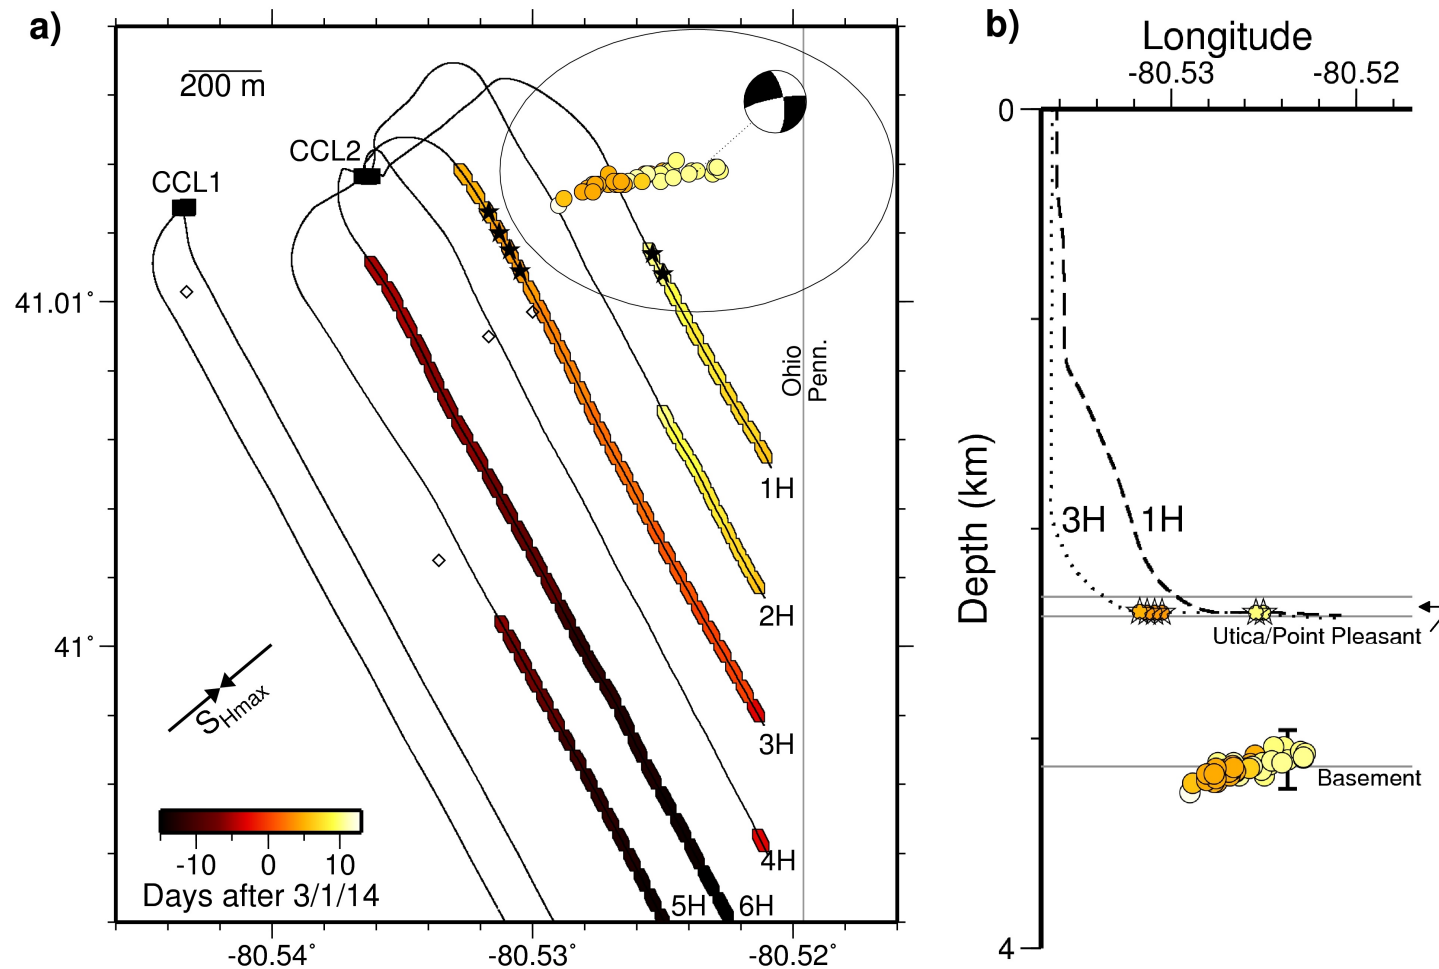 a)
200 m
CCL2
CCL1
41.01°
Ohio
Penn.
1H
2H
3H
4H
5H 6H
41°
SHmax
-10 0 10
Days after 3/1/14
-80.54° -80.53° -80.52°
b)
Longitude
-80.53 -80.52
0
Depth (km)
3H 1H
Utica/Point Pleasant
Basement
4